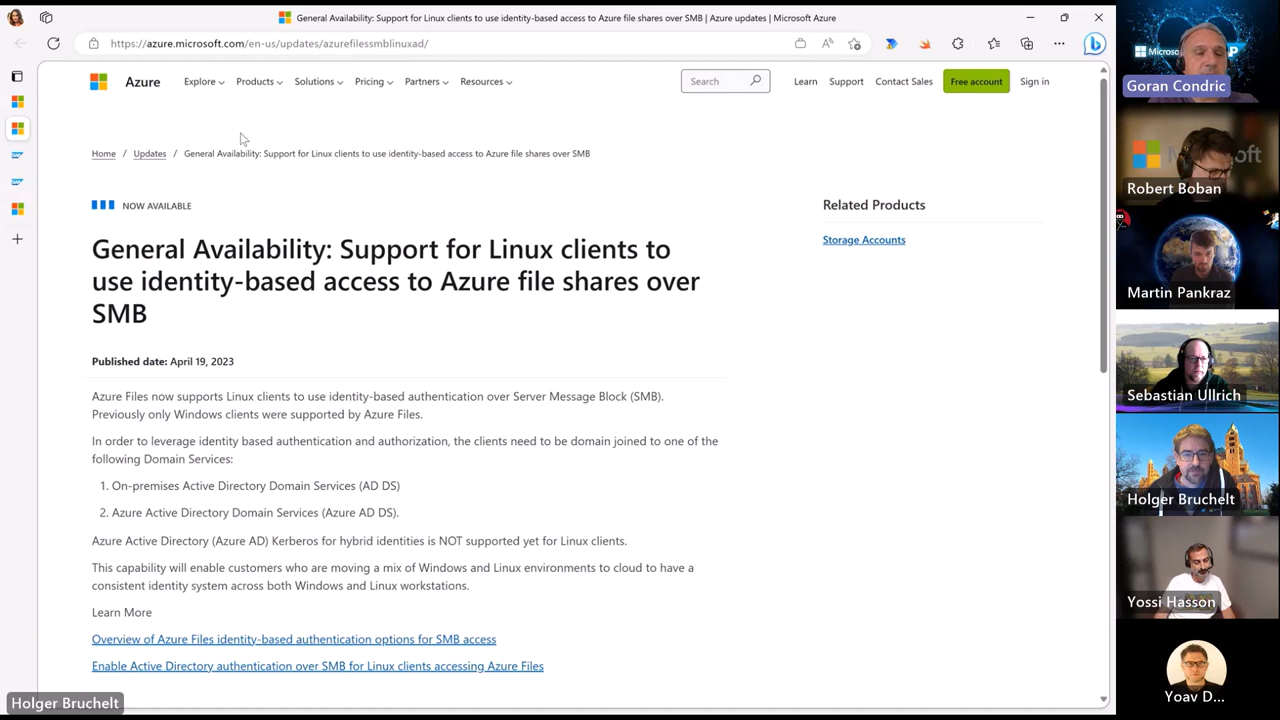 General Availability: Support for Linux clients to use identity-based access to Azure file shares over SMB | Azure updates | Microsoft Azure
https://azure.microsoft.com/en-us/updates/azurefilessmblinuxad/
Azure
Explore
Products
Solutions
Pricing
Partners
Resources
Search
Learn
Support
Contact Sales
Free account
Sign in
Home / Updates / General Availability: Support for Linux clients to use identity-based access to Azure file shares over SMB
NOW AVAILABLE
General Availability: Support for Linux clients to
use identity-based access to Azure file shares over
SMB
Published date: April 19, 2023
Azure Files now supports Linux clients to use identity-based authentication over Server Message Block (SMB).
Previously only Windows clients were supported by Azure Files.
In order to leverage identity based authentication and authorization, the clients need to be domain joined to one of the
following Domain Services:
1. On-premises Active Directory Domain Services (AD DS)
2. Azure Active Directory Domain Services (Azure AD DS).
Azure Active Directory (Azure AD) Kerberos for hybrid identities is NOT supported yet for Linux clients.
This capability will enable customers who are moving a mix of Windows and Linux environments to cloud to have a
consistent identity system across both Windows and Linux workstations.
Learn More
Overview of Azure Files identity-based authentication options for SMB access
Enable Active Directory authentication over SMB for Linux clients accessing Azure Files
Related Products
Storage Accounts
Holger Bruchelt
Goran Condric
Robert Boban
Martin Pankraz
Sebastian Ullrich
Holger Bruchelt
Yossi Hasson
Yoav D...